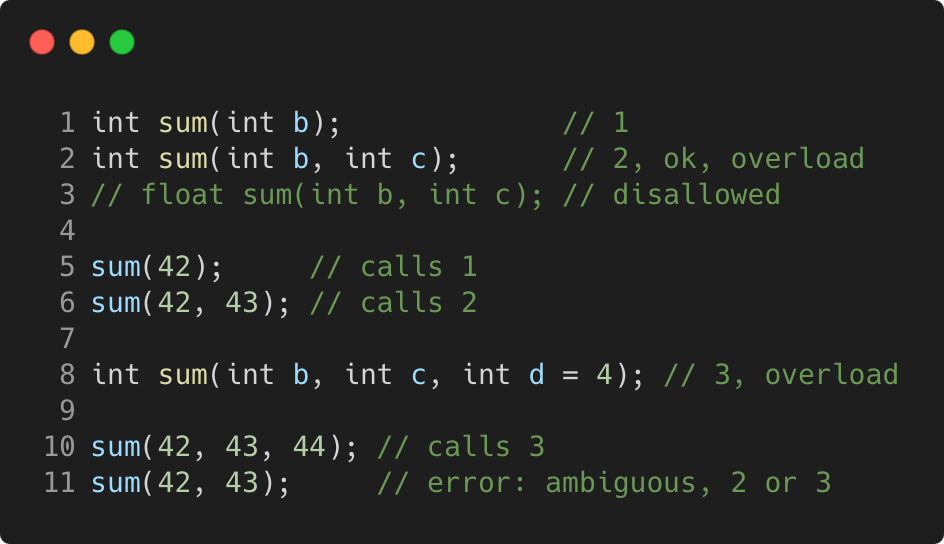 1 int sum(int b);             // 1
2 int sum(int b, int c);      // 2, ok, overload
3 // float sum(int b, int c); // disallowed
4
5 sum(42);     // calls 1
6 sum(42, 43); // calls 2
7
8 int sum(int b, int c, int d = 4); // 3, overload
9
10 sum(42, 43, 44); // calls 3
11 sum(42, 43);     // error: ambiguous, 2 or 3